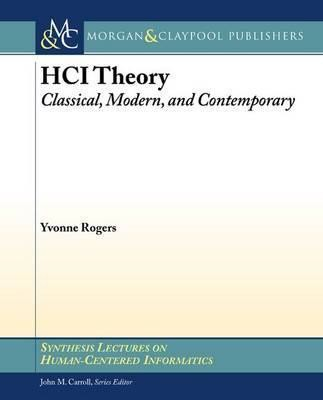 M&C
MORGAN & CLAYPOOL PUBLISHERS
HCI Theory
Classical, Modern, and Contemporary
Yvonne Rogers
SYNTHESIS LECTURES ON
HUMAN-CENTERED INFORMATICS
John M. Carroll, Series Editor